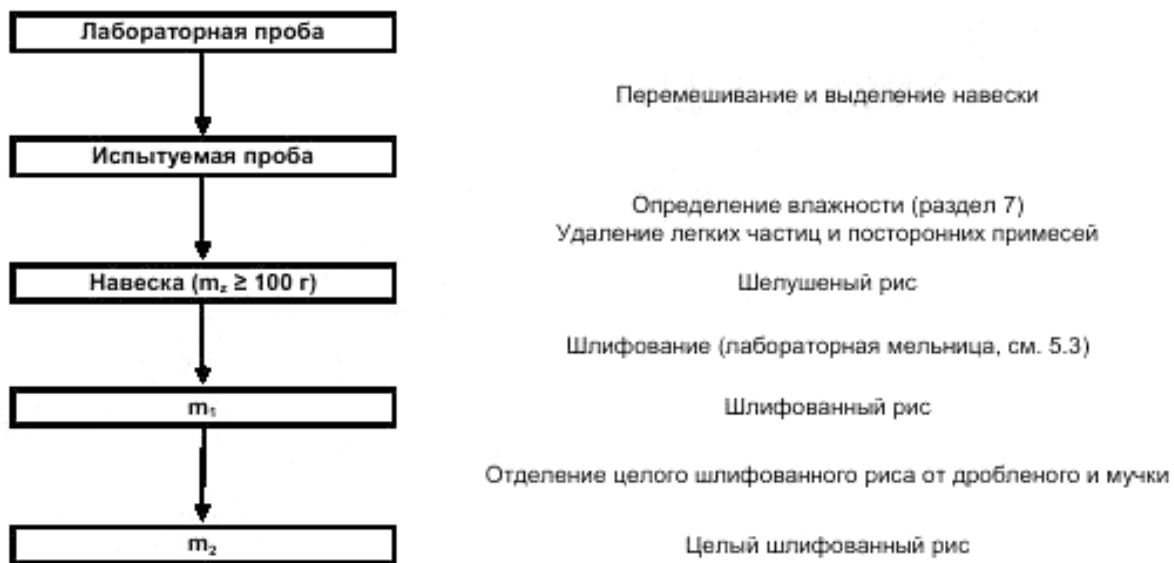 Лабораторная проба
Перемешивание и выделение навески
Испытуемая проба
Определение влажности (раздел 7)
Удаление легких частиц и посторонних примесей
Навеска (mz ≥ 100 г)
Шелушеный рис
Шлифование (лабораторная мельница, см. 5.3)
m₁
Шлифованный рис
Отделение целого шлифованного риса от дробленого и мучки
m₂
Целый шлифованный рис